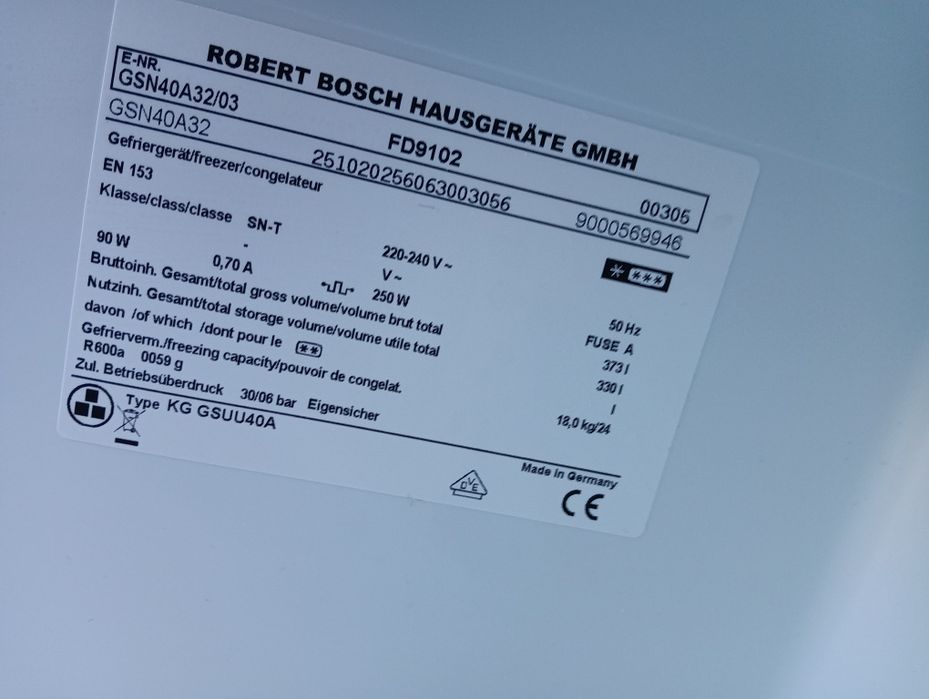 ROBERT BOSCH HAUSGERÄTE GMBH
E-NR.
GSN40A32/03 FD9102 00305
GSN40A32 251020256063003056 9000569946
Gefriergerät/freezer/congelateur
EN 153
Klasse/class/classe SN-T 220-240 V ~ 50 Hz
- V ~ FUSE A
90 W 0,70 A 250 W
Bruttoinh. Gesamt/total gross volume/volume brut total 373 l
Nutzinh. Gesamt/total storage volume/volume utile total 330 l
davon /of which /dont pour le ** l
Gefrierverm./freezing capacity/pouvoir de congelat. 18,0 kg/24
R600a 0059 g
Zul. Betriebsüberdruck 30/06 bar Eigensicher
Type KG GSUU40A
Made in Germany
DVE
CE